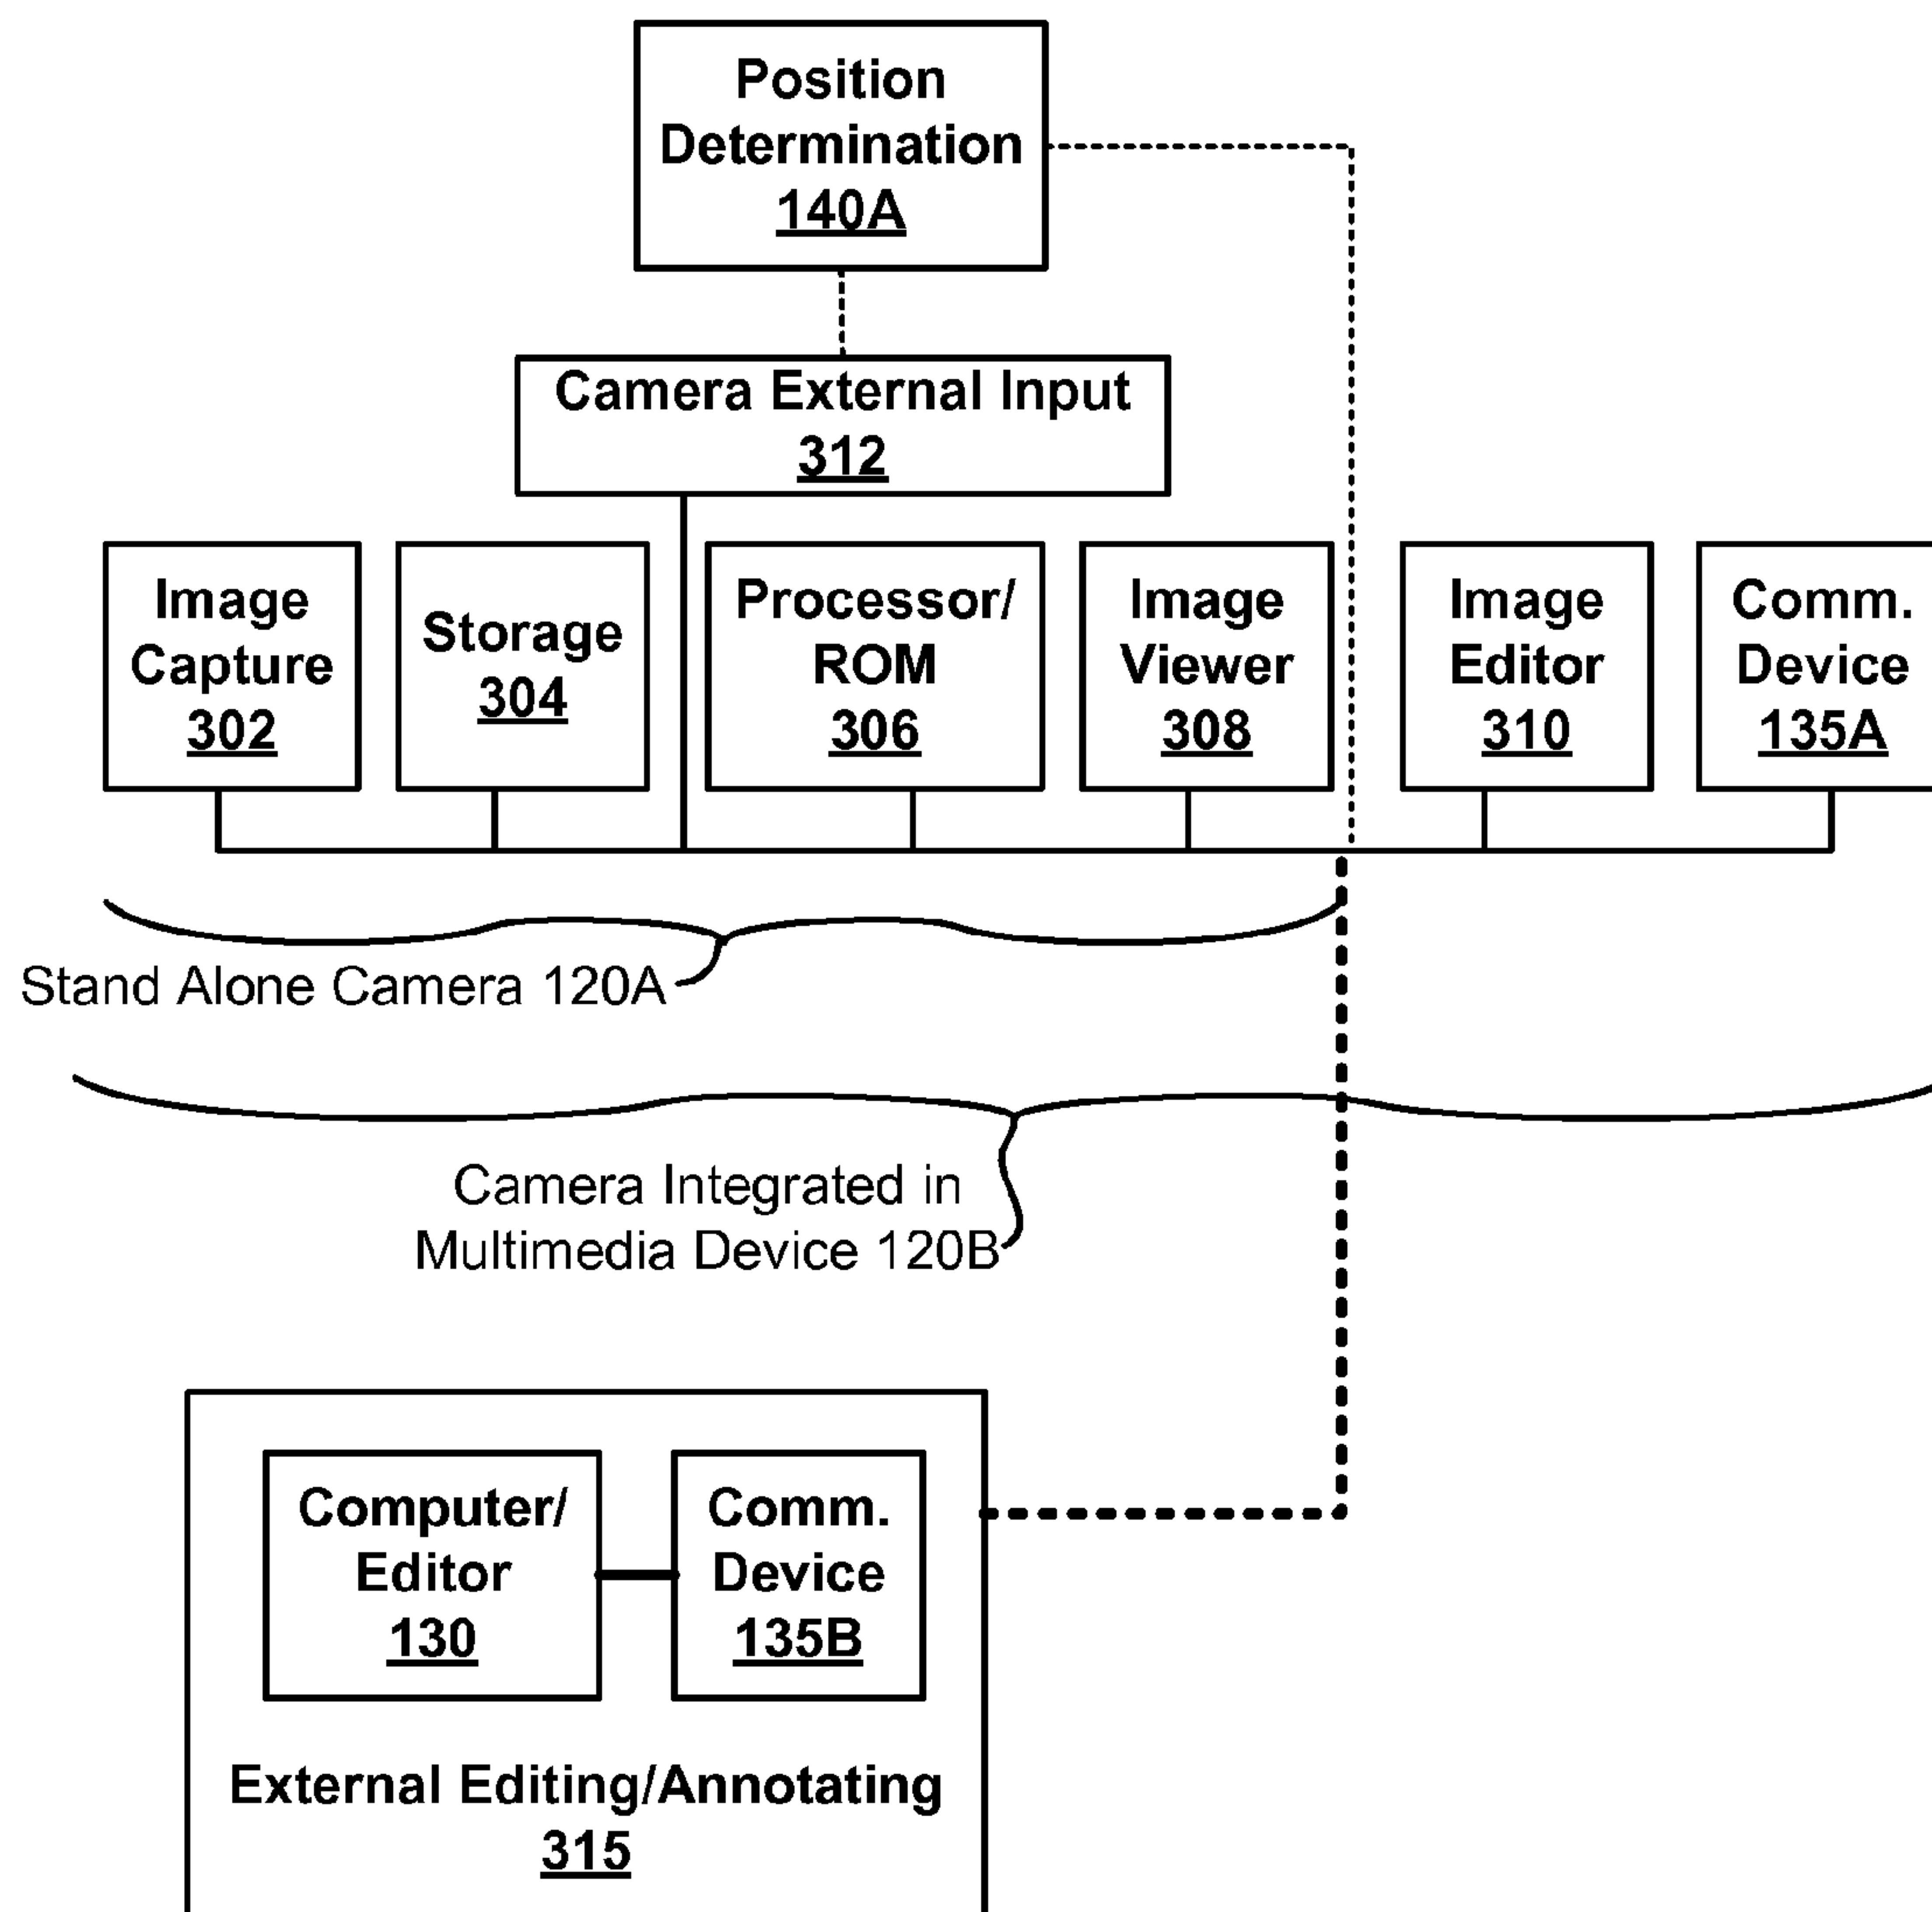 Position
Determination
140A
Camera External Input
312
Image
Capture
302
Storage
304
Processor/
ROM
306
Image
Viewer
308
Image
Editor
310
Comm.
Device
135A
Stand Alone Camera 120A
Camera Integrated in
Multimedia Device 120B
Computer/
Editor
130
Comm.
Device
135B
External Editing/Annotating
315